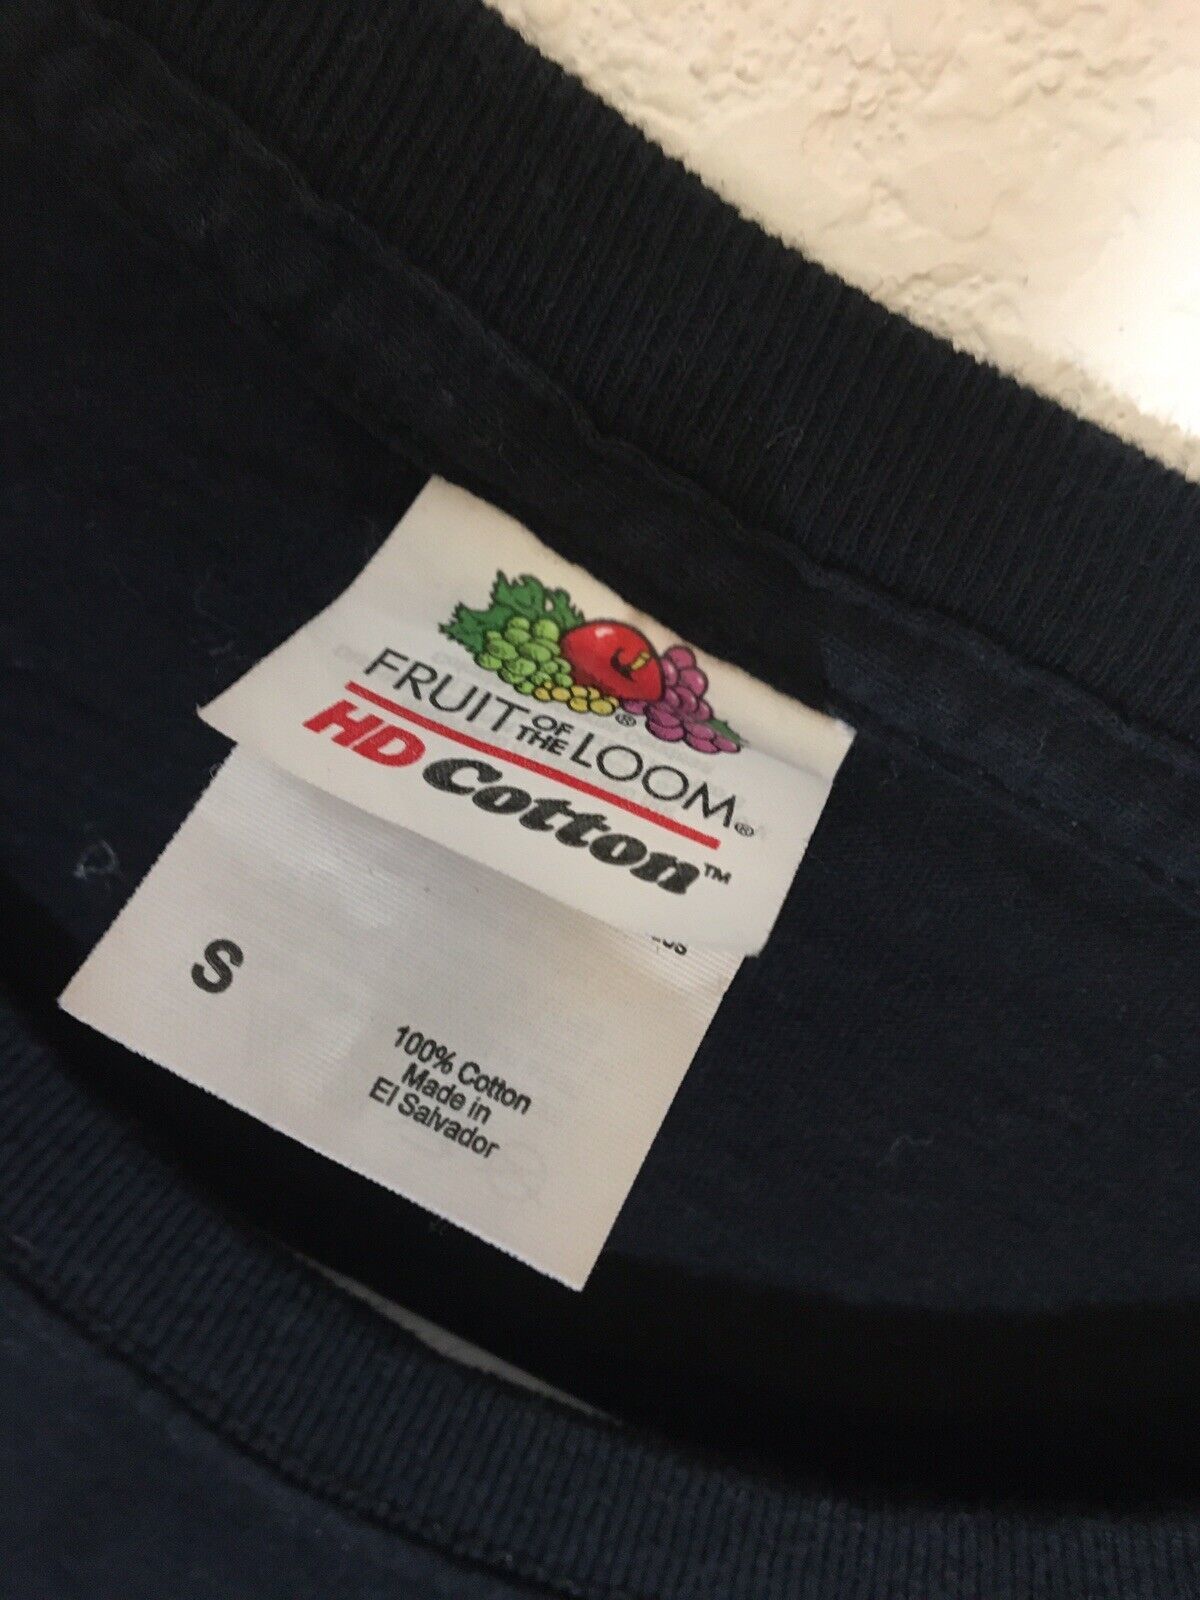 FRUIT OF THE LOOM®
HD Cotton™
S
100% Cotton
Made in
El Salvador